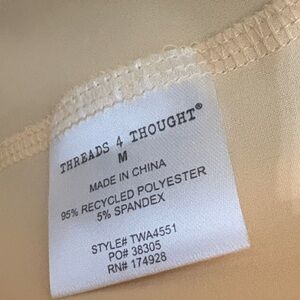 THREADS 4 THOUGHT®
M
MADE IN CHINA
95% RECYCLED POLYESTER
5% SPANDEX
STYLE# TWA4551
PO# 38305
RN# 174928